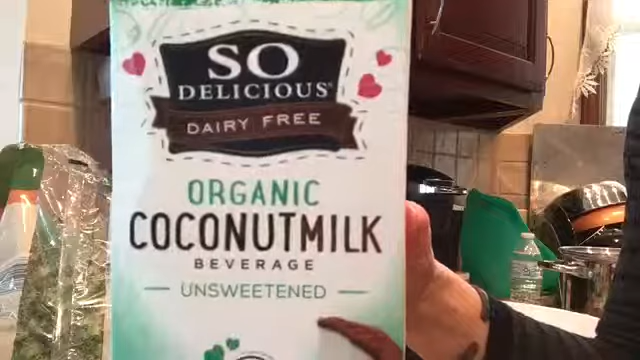 SO
DELICIOUS®
DAIRY FREE
ORGANIC
COCONUTMILK
BEVERAGE
UNSWEETENED